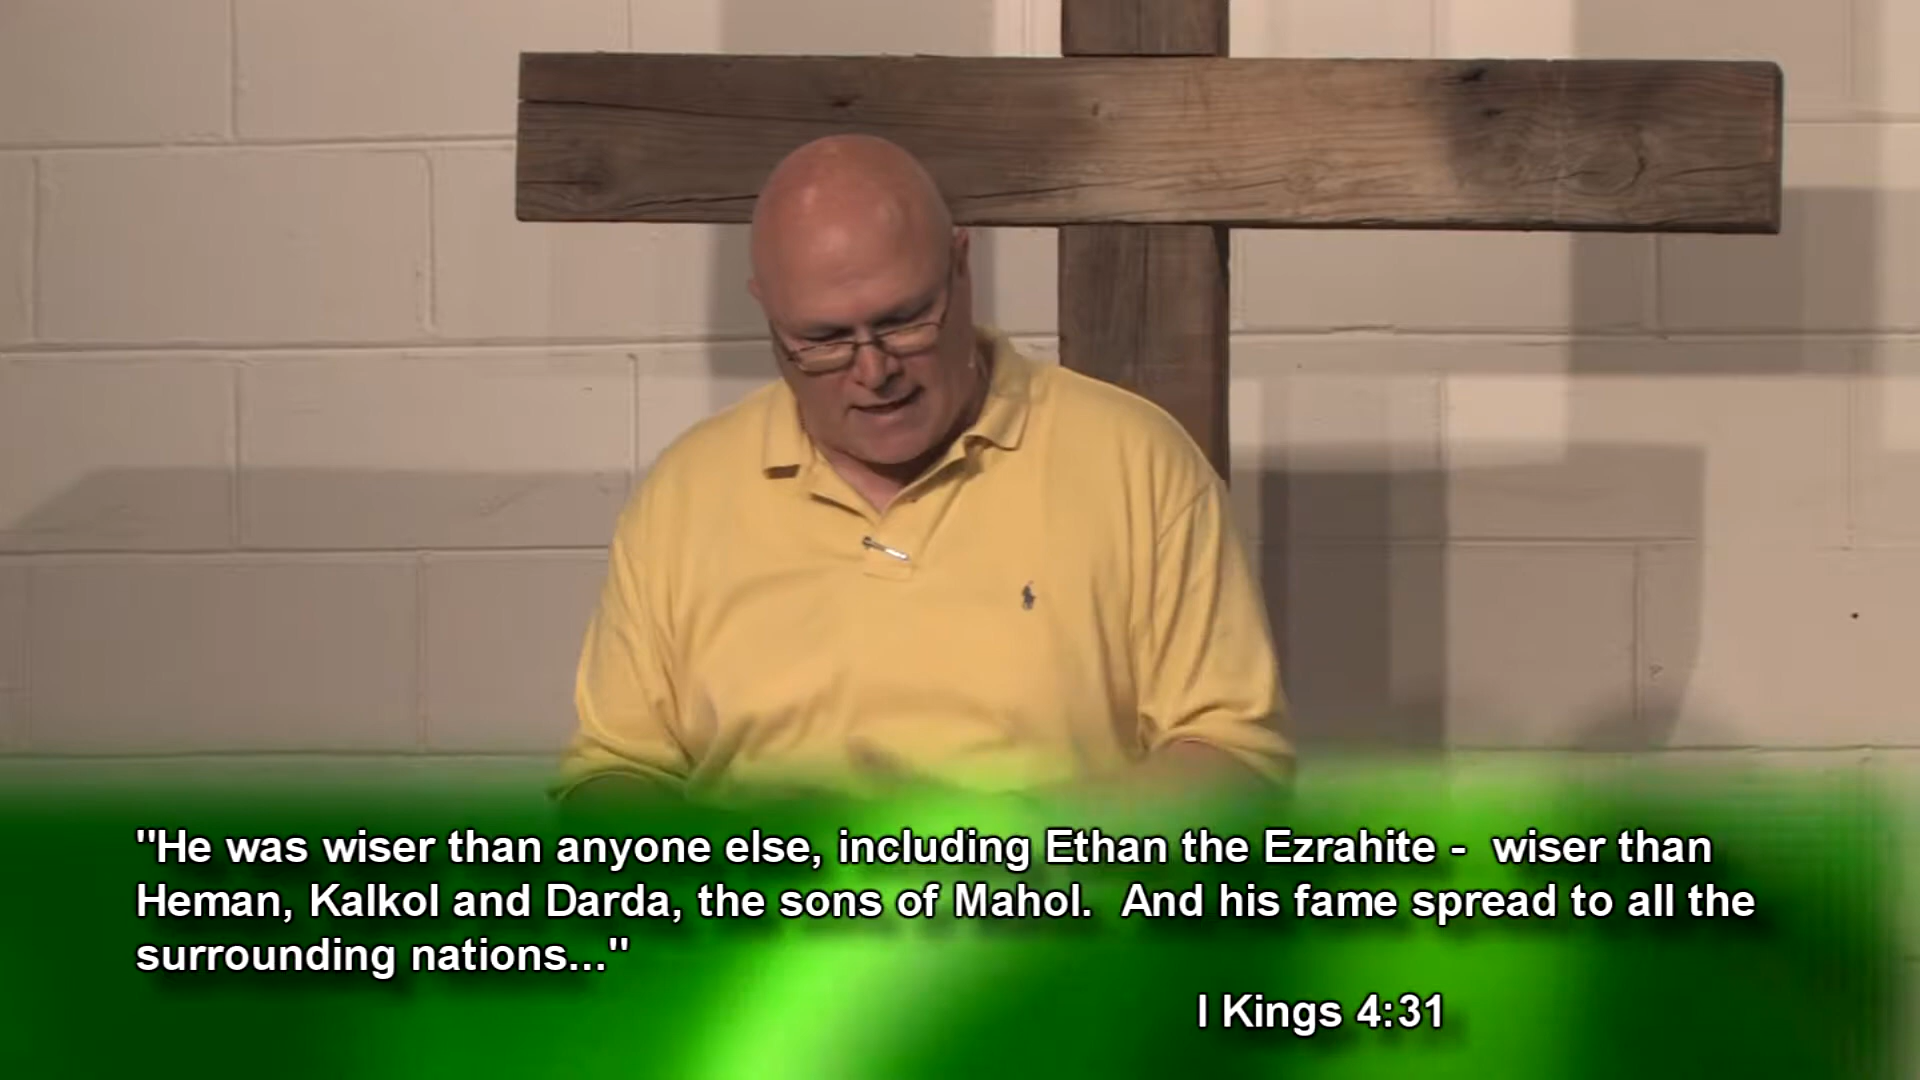 "He was wiser than anyone else, including Ethan the Ezrahite -  wiser than
Heman, Kalkol and Darda, the sons of Mahol.  And his fame spread to all the
surrounding nations..."
I Kings 4:31